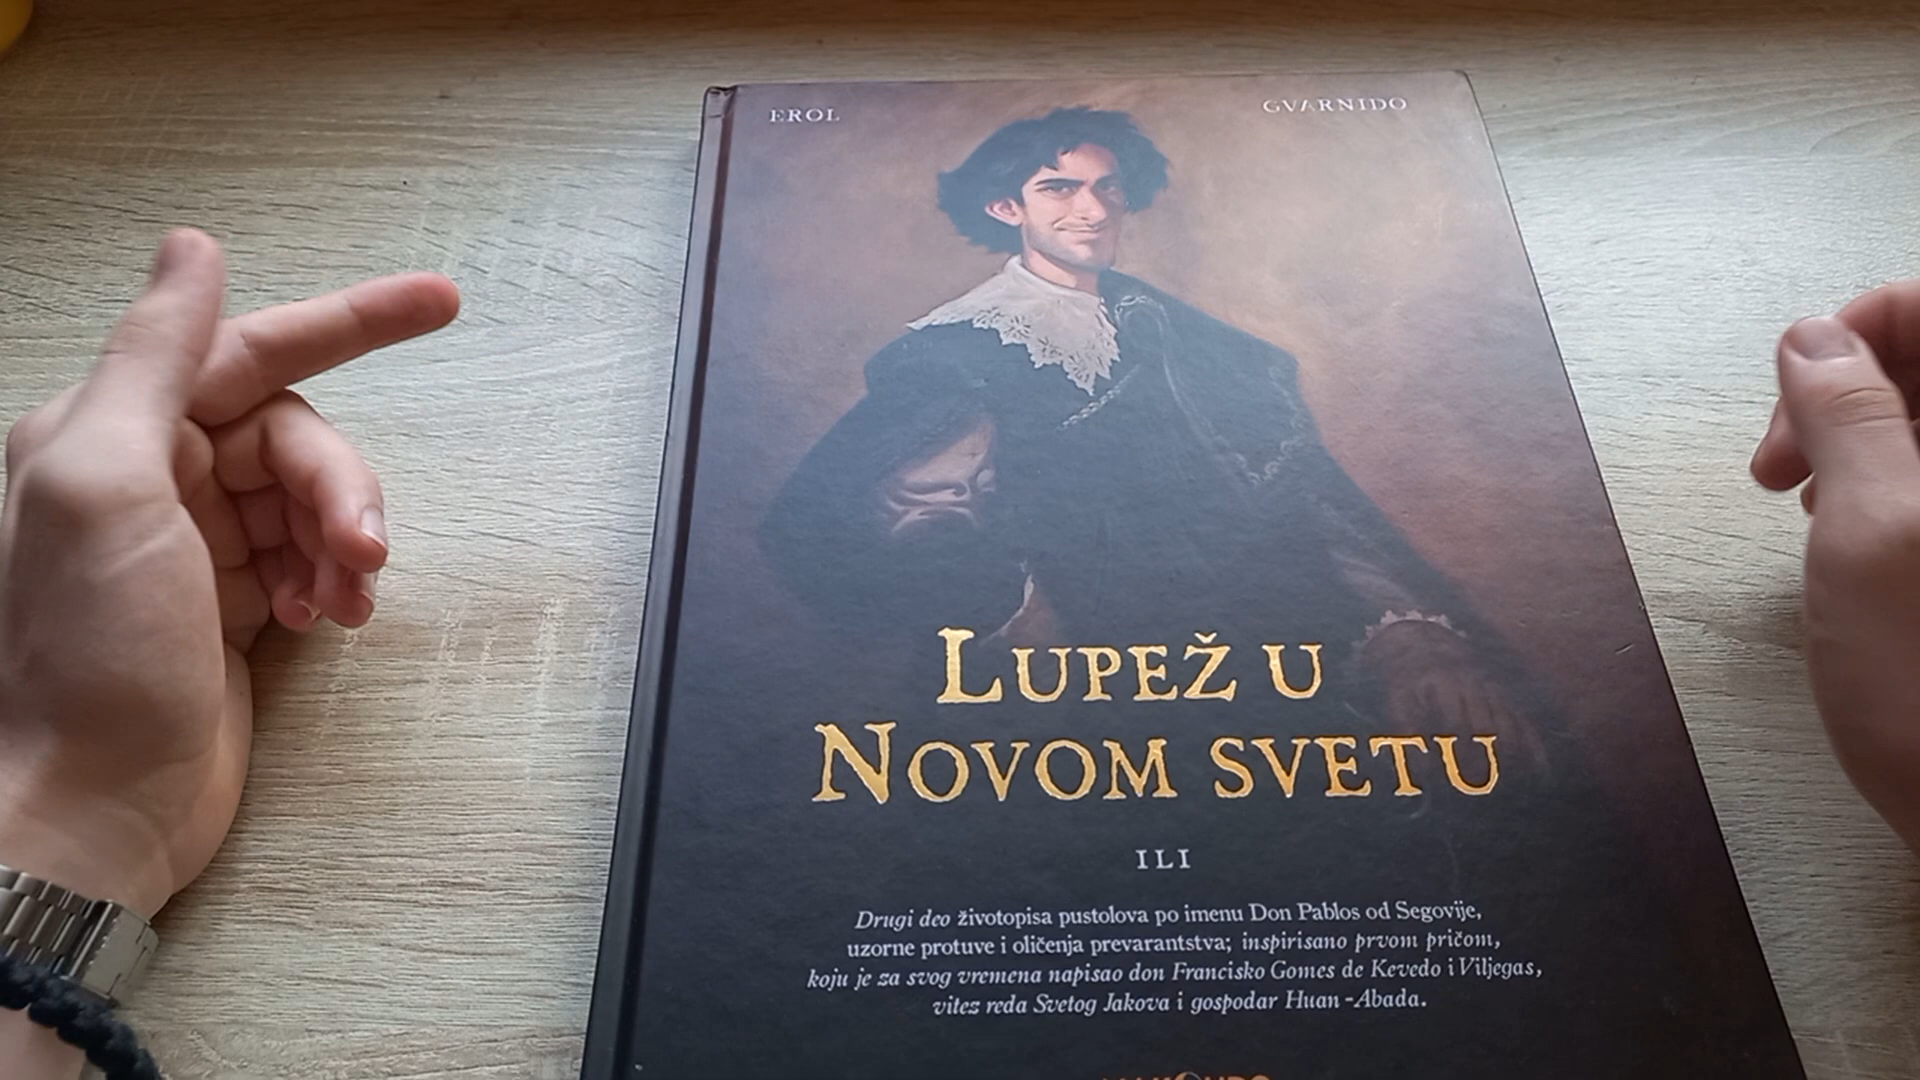 EROL
GVARNIDO
LUPEŽ U
NOVOM SVETU
ILI
Drugi deo životopisa pustolova po imenu Don Pablos od Segovije,
uzorne protuve i oličenja prevarantstva; inspirisano prvom pričom,
koju je za svog vremena napisao don Francisko Gomes de Kevedo i Viljegas,
vitez reda Svetog Jakova i gospodar Huan -Abada.